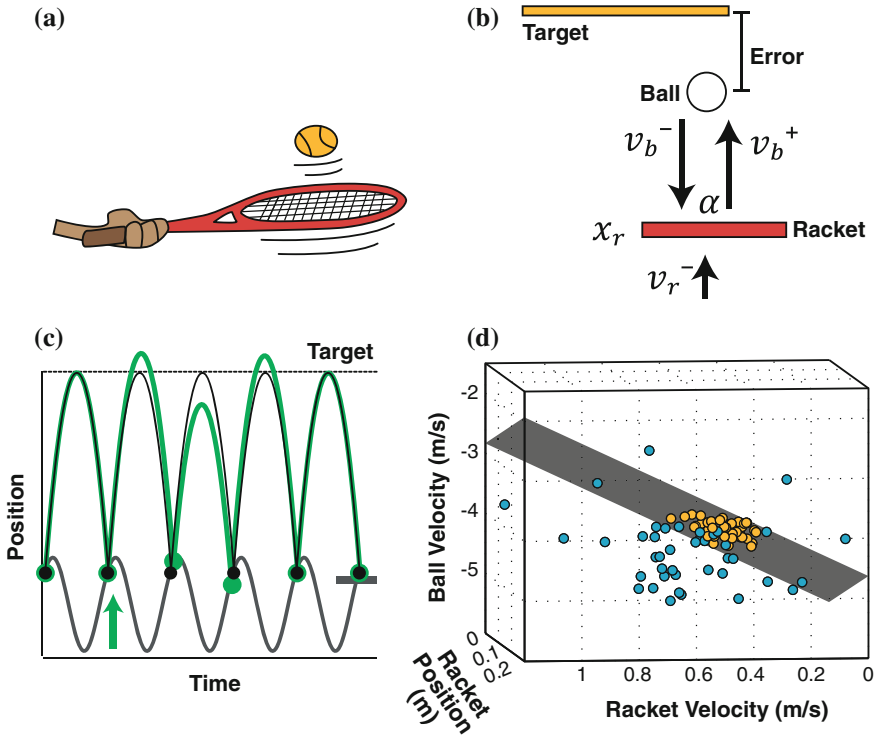 (a)
(b)
Target
Error
Ball
v_b^-
v_b^+
α
x_r
Racket
v_r^-
(c)
Target
Position
Time
(d)
Ball Velocity (m/s)
-2
-3
-4
-5
0
0.1
0.2
Racket
Position
(m)
1
0.8
0.6
0.4
0.2
0
Racket Velocity (m/s)